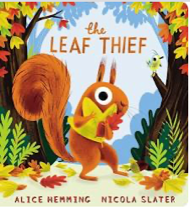 the
LEAF THIEF
ALICE HEMMING NICOLA SLATER